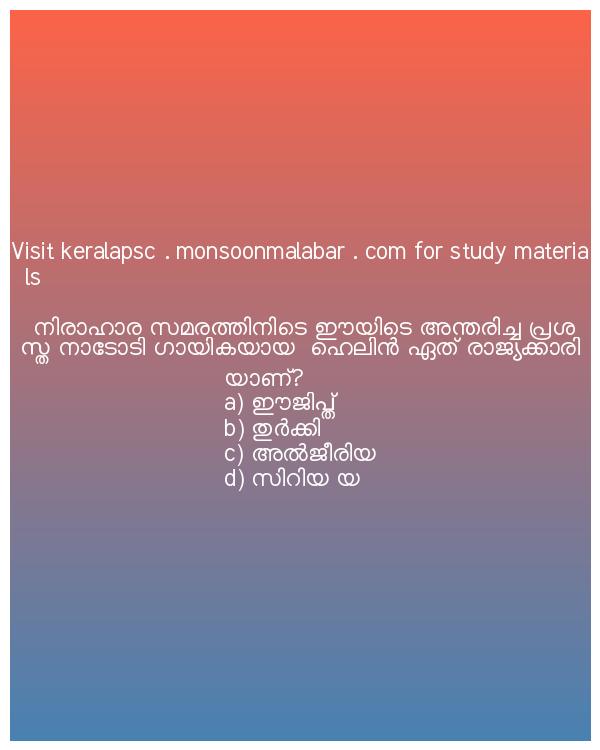 Visit keralapsc . monsoonmalabar . com for study materia
ls
നിരാഹാര സമരത്തിനിടെ ഈയിടെ അന്തരിച്ച പ്രശ
സ്ത നാടോടി ഗായികയായ ഹെലിൻ ഏത് രാജ്യക്കാരി
യാണ്?
a) ഈജിപ്ത്
b) തുർക്കി
c) അൽജീരിയ
d) സിറിയ യ